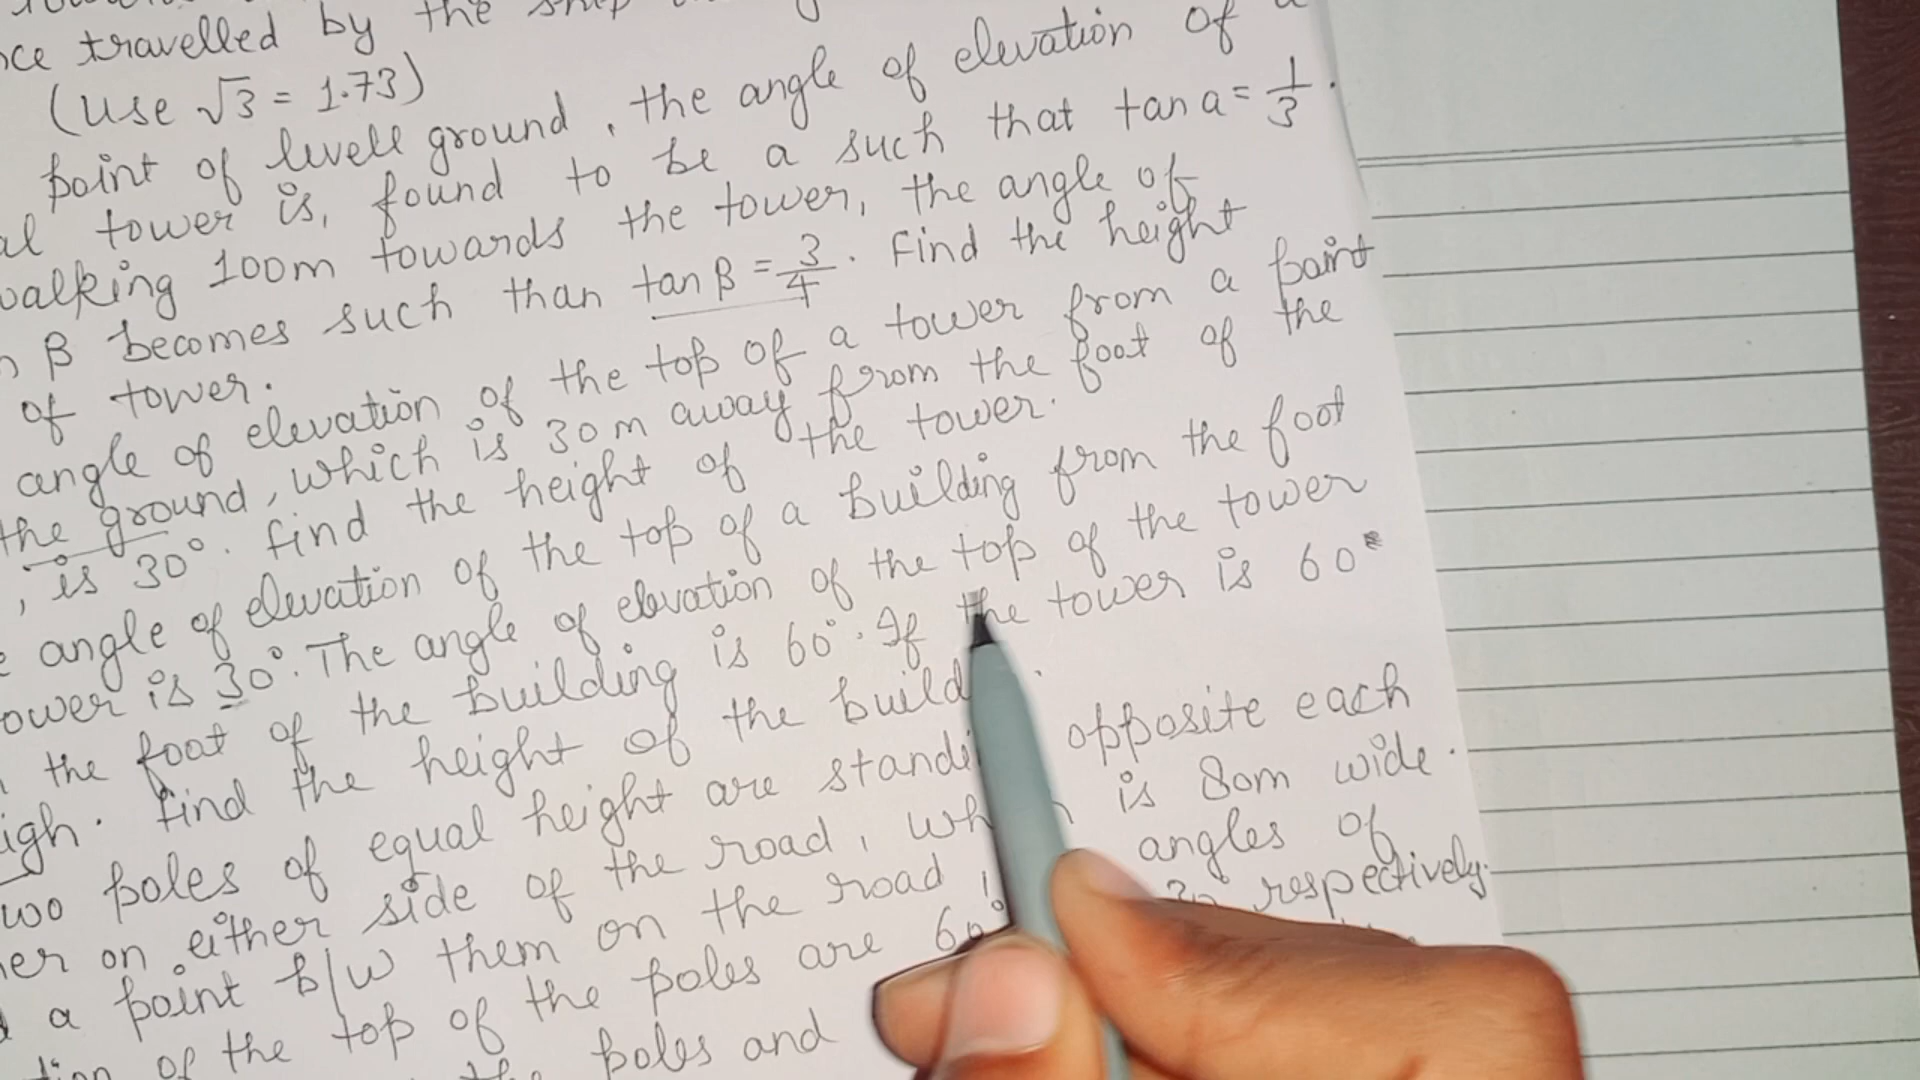 travelled by the
(use √3 = 1.73)
point of levell ground, the angle of elevation of
tower is, found to be a such that tan a = 1/3.
walking 100m towards the tower, the angle of
β becomes such than tan β = 3/4. Find the height
of tower.
angle of elevation of the top of a tower from a point
the ground, which is 30m away from the foot of the
, is 30°. find the height of the tower.
angle of elevation of the top of a building from the foot
ower is 30°. The angle of elevation of the top of the tower
the foot of the building is 60°. If the tower is 60
igh. find the height of the build
wo poles of equal height are standi opposite each
er on either side of the road, wh is 80m wide.
a point b/w them on the road angles of
of the top of the poles are 60° respectively.
poles and